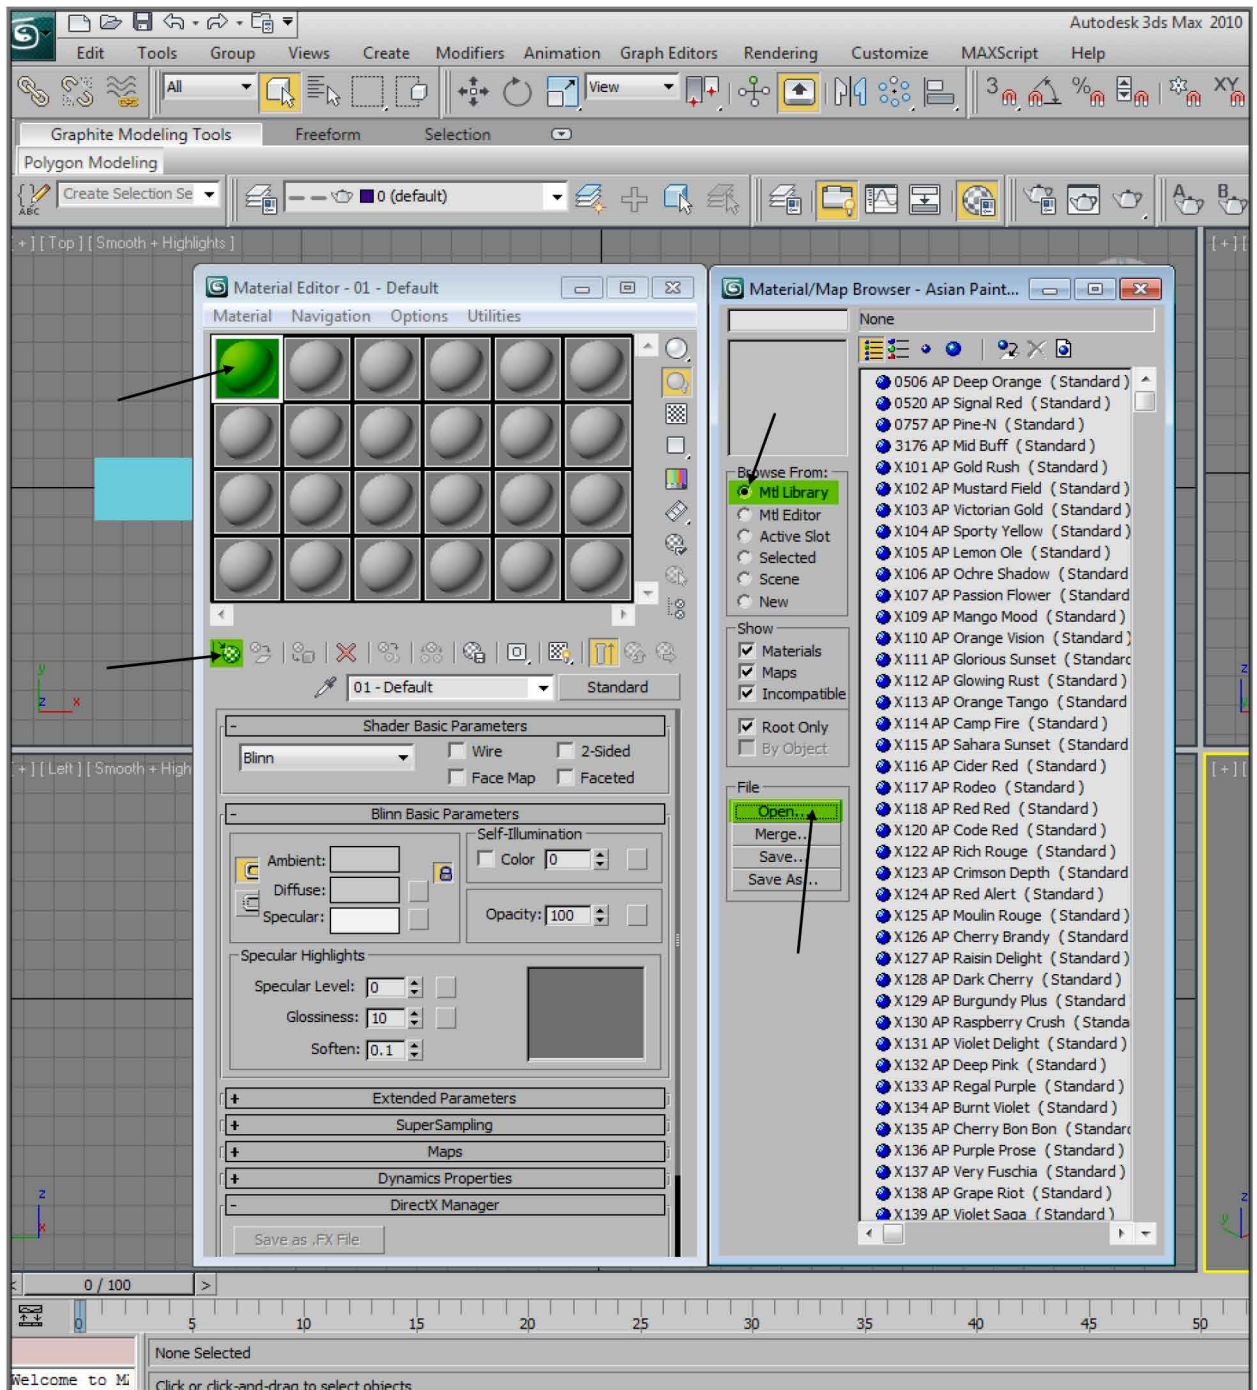 Autodesk 3ds Max 2010
Edit Tools Group Views Create Modifiers Animation Graph Editors Rendering Customize MAXScript Help
All View 3 % XY
Graphite Modeling Tools Freeform Selection
Polygon Modeling
ABC Create Selection Se 0 (default) A B
+ ] [ Top ] [ Smooth + Highlights ] [ + ] [
Material Editor - 01 - Default
Material Navigation Options Utilities
01 - Default Standard
- Shader Basic Parameters
Blinn Wire 2-Sided
Face Map Faceted
- Blinn Basic Parameters
Self-Illumination
Ambient: Color 0
Diffuse:
Specular: Opacity: 100
Specular Highlights
Specular Level: 0
Glossiness: 10
Soften: 0.1
+ Extended Parameters
+ SuperSampling
+ Maps
+ Dynamics Properties
- DirectX Manager
Save as .FX File
Material/Map Browser - Asian Paint...
None
Browse From:
Mtl Library
Mtl Editor
Active Slot
Selected
Scene
New
Show
Materials
Maps
Incompatible
Root Only
By Object
File
Open...
Merge...
Save...
Save As...
0506 AP Deep Orange ( Standard )
0520 AP Signal Red ( Standard )
0757 AP Pine-N ( Standard )
3176 AP Mid Buff ( Standard )
X101 AP Gold Rush ( Standard )
X102 AP Mustard Field ( Standard )
X103 AP Victorian Gold ( Standard )
X104 AP Sporty Yellow ( Standard )
X105 AP Lemon Ole ( Standard )
X106 AP Ochre Shadow ( Standard
X107 AP Passion Flower ( Standard
X109 AP Mango Mood ( Standard )
X110 AP Orange Vision ( Standard )
X111 AP Glorious Sunset ( Standard
X112 AP Glowing Rust ( Standard )
X113 AP Orange Tango ( Standard
X114 AP Camp Fire ( Standard )
X115 AP Sahara Sunset ( Standard
X116 AP Cider Red ( Standard )
X117 AP Rodeo ( Standard )
X118 AP Red Red ( Standard )
X120 AP Code Red ( Standard )
X122 AP Rich Rouge ( Standard )
X123 AP Crimson Depth ( Standard
X124 AP Red Alert ( Standard )
X125 AP Moulin Rouge ( Standard )
X126 AP Cherry Brandy ( Standard
X127 AP Raisin Delight ( Standard )
X128 AP Dark Cherry ( Standard )
X129 AP Burgundy Plus ( Standard
X130 AP Raspberry Crush ( Standa
X131 AP Violet Delight ( Standard )
X132 AP Deep Pink ( Standard )
X133 AP Regal Purple ( Standard )
X134 AP Burnt Violet ( Standard )
X135 AP Cherry Bon Bon ( Standard
X136 AP Purple Prose ( Standard )
X137 AP Very Fuschia ( Standard )
X138 AP Grape Riot ( Standard )
X139 AP Violet Saga ( Standard )
y
z x z
+ ] [ Left ] [ Smooth + High [ + ] [
z z
x y
< 0 / 100 >
0 5 10 15 20 25 30 35 40 45 50
None Selected
Welcome to M
Click or click-and-drag to select objects